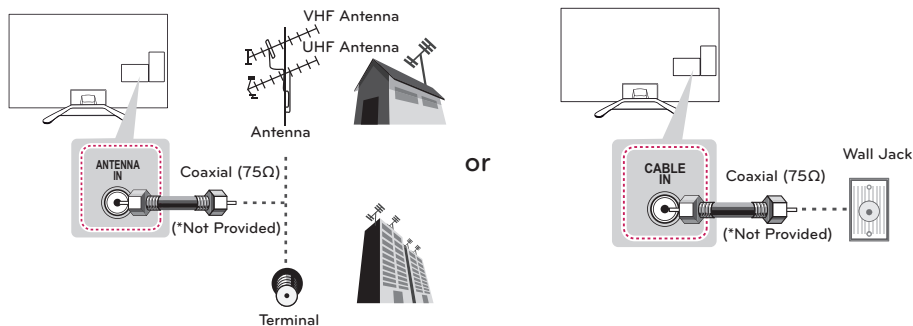 VHF Antenna
UHF Antenna
Antenna
ANTENNA
IN
Coaxial (75Ω)
(*Not Provided)
Terminal
or
CABLE
IN
Coaxial (75Ω)
(*Not Provided)
Wall Jack